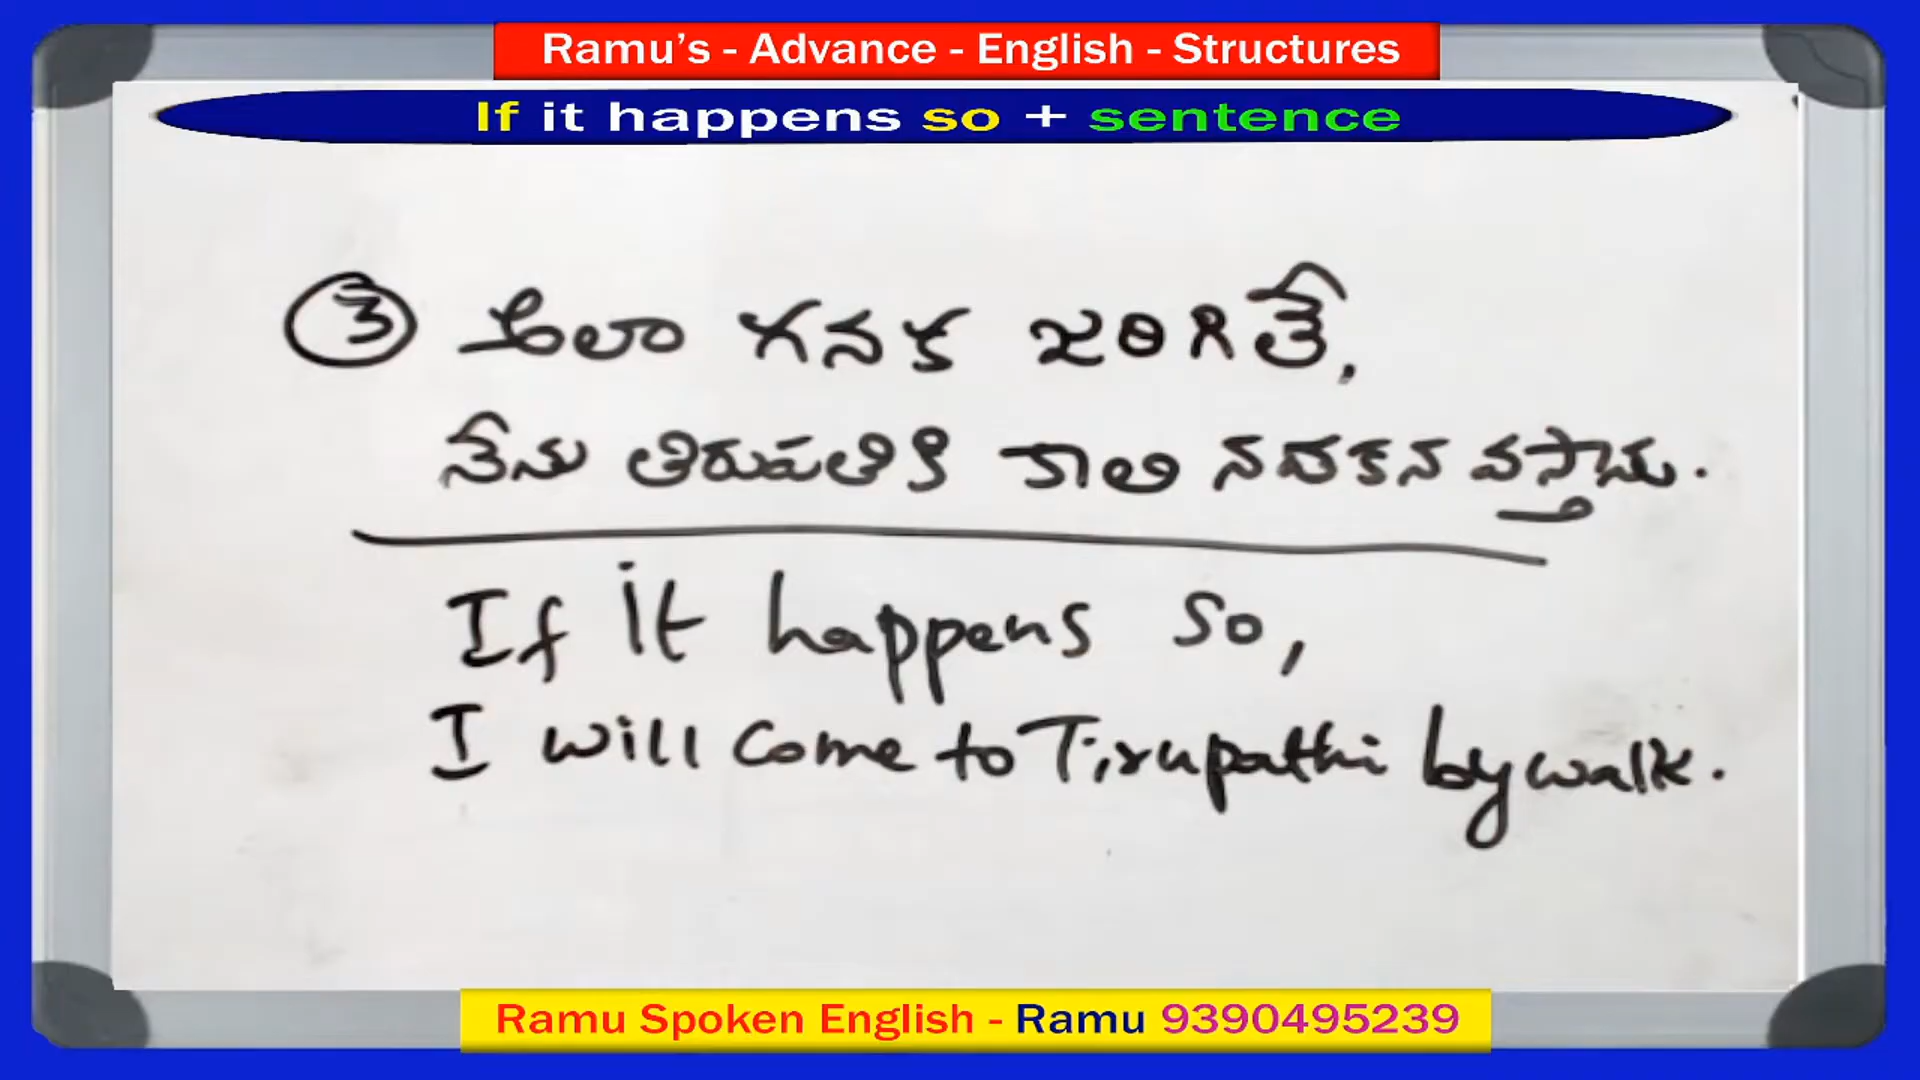 Ramu's - Advance - English - Structures
If it happens so + sentence
3 అలా గనక జరిగితే,
నేను తిరుపతికి కాలి నడకన వస్తాను.
If it happens so,
I will come to Tirupathi by walk.
Ramu Spoken English - Ramu 9390495239